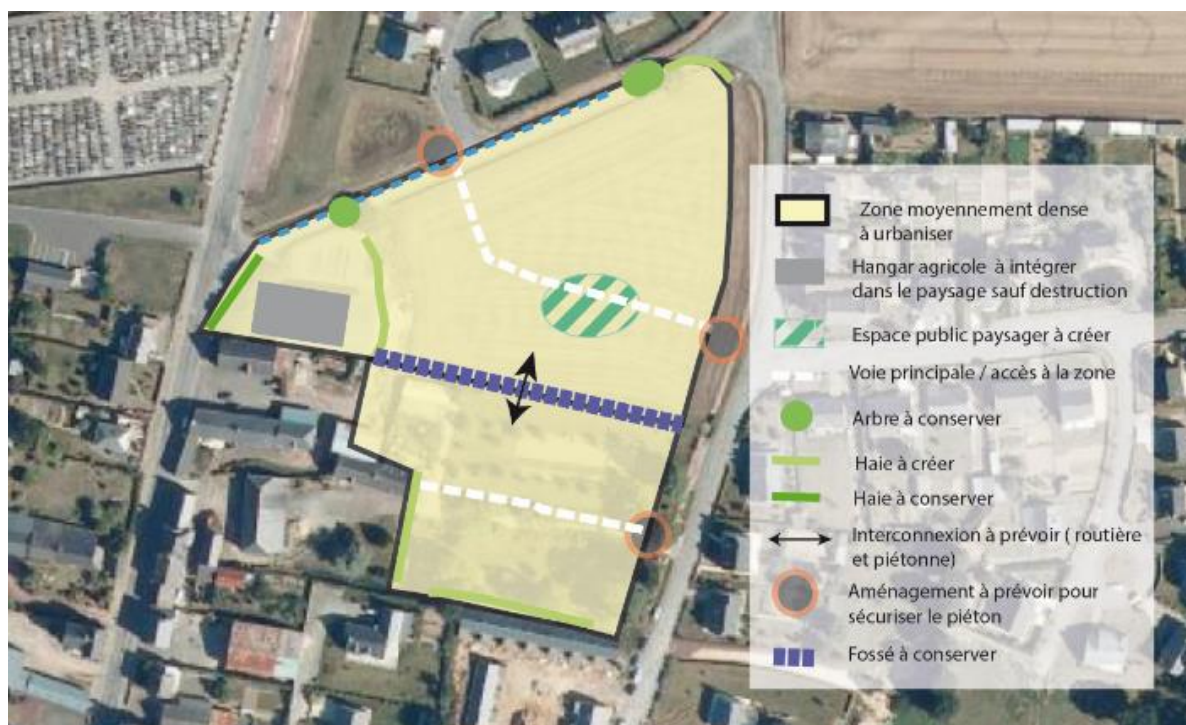 Zone moyennement dense
à urbaniser
Hangar agricole à intégrer
dans le paysage sauf destruction
Espace public paysager à créer
Voie principale / accès à la zone
Arbre à conserver
Haie à créer
Haie à conserver
Interconnexion à prévoir ( routière
et piétonne)
Aménagement à prévoir pour
sécuriser le piéton
Fossé à conserver